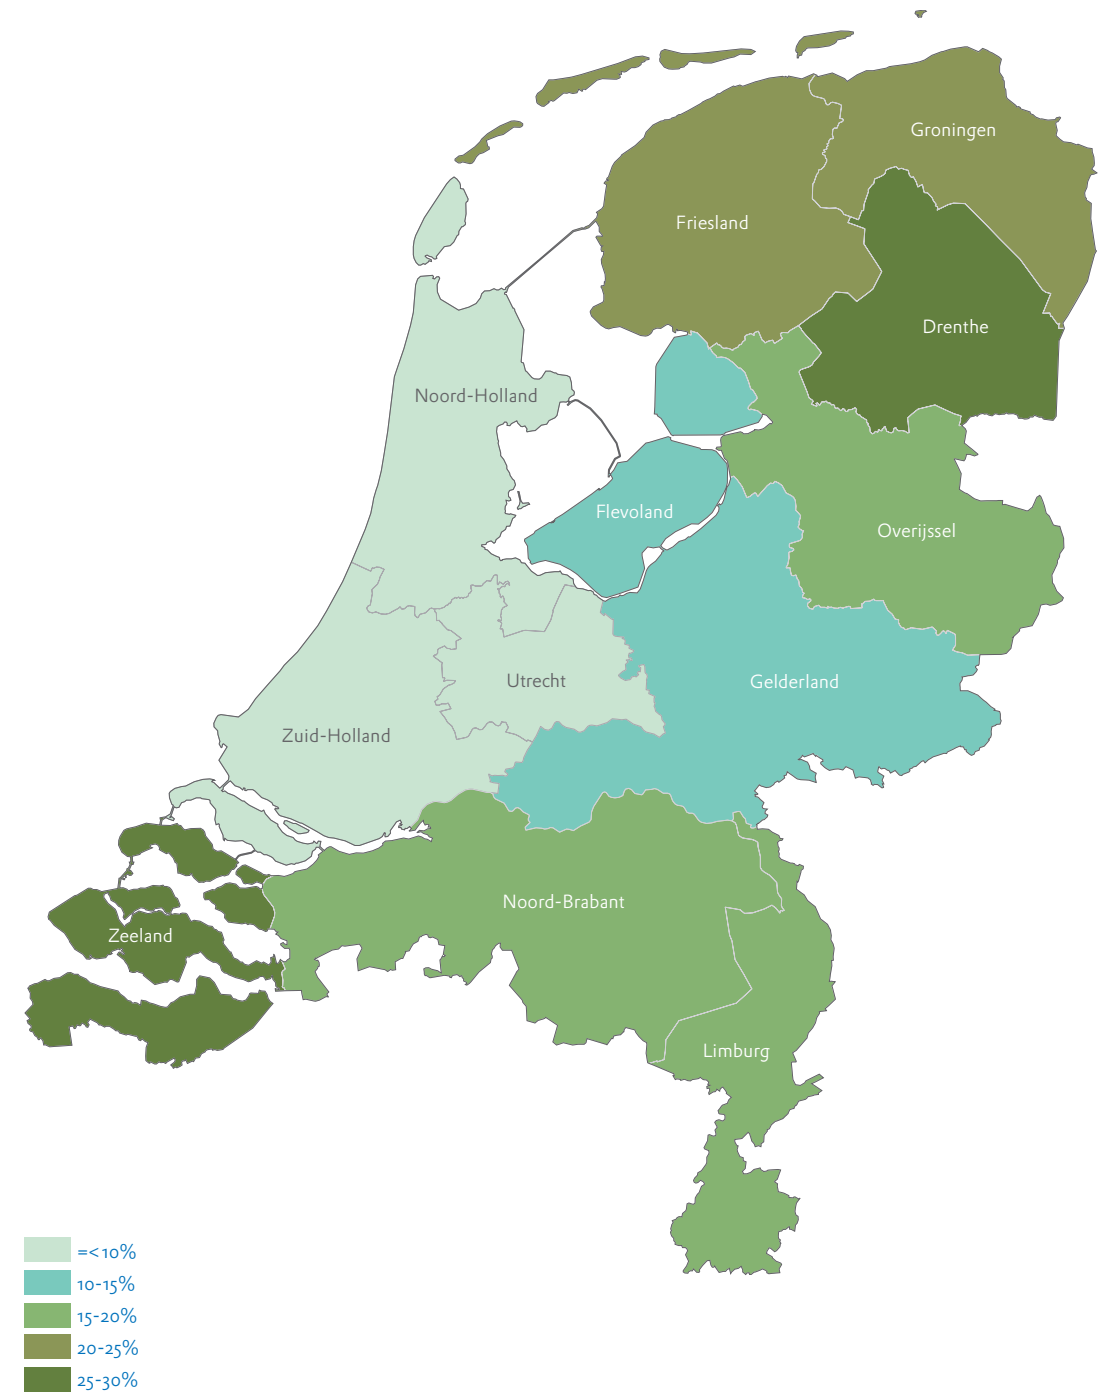 Groningen
Friesland
Drenthe
Noord-Holland
Flevoland
Overijssel
Utrecht
Gelderland
Zuid-Holland
Noord-Brabant
Zeeland
Limburg
=<10%
10-15%
15-20%
20-25%
25-30%